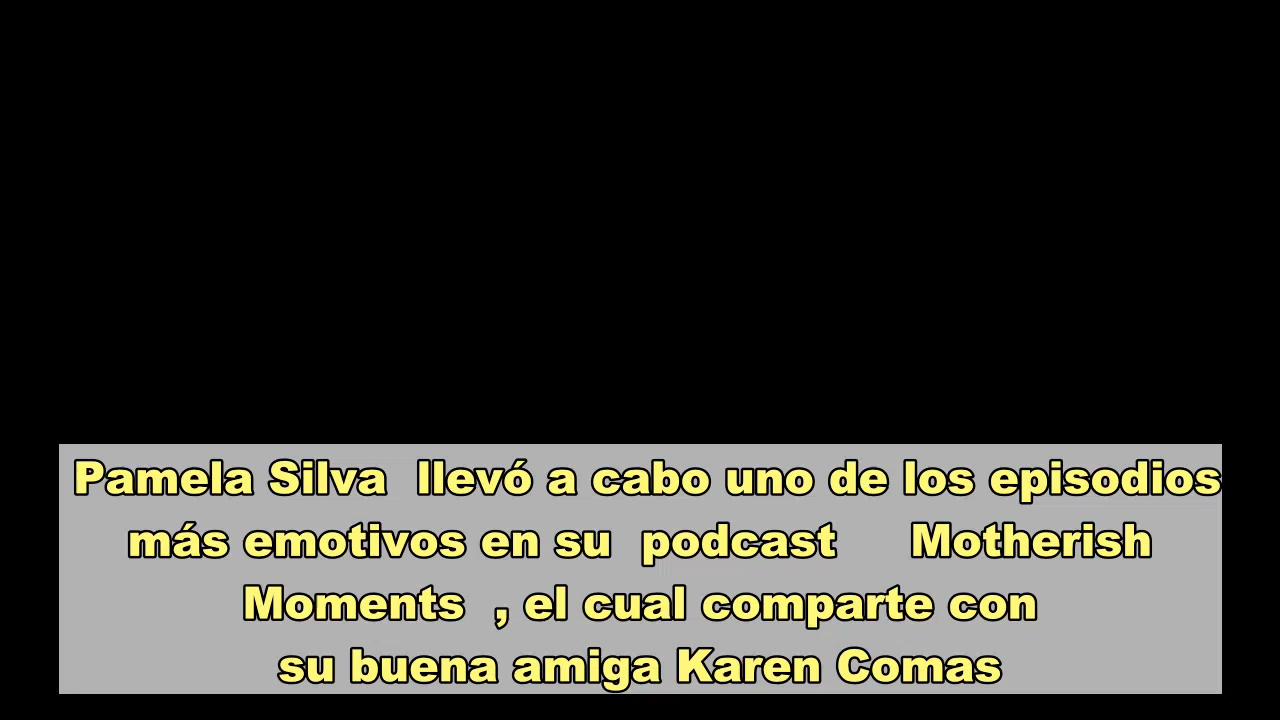 Pamela Silva  llevó a cabo uno de los episodios
más emotivos en su  podcast     Motherish
Moments  , el cual comparte con
su buena amiga Karen Comas